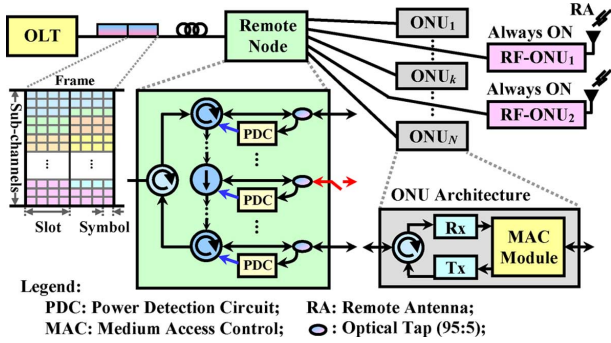 OLT
Remote
Node
ONU1
ONUk
ONUN
RA
Always ON
RF-ONU1
Always ON
RF-ONU2
Frame
Sub-channels
Slot
Symbol
PDC
PDC
PDC
ONU Architecture
Rx
Tx
MAC
Module
Legend:
PDC: Power Detection Circuit; RA: Remote Antenna;
MAC: Medium Access Control; : Optical Tap (95:5);